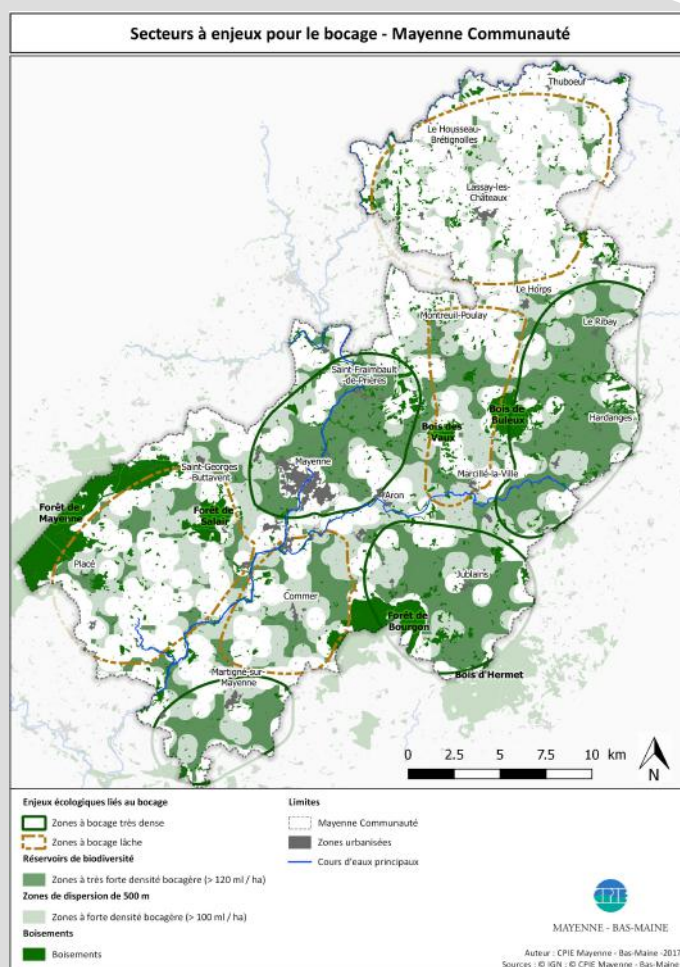 Secteurs à enjeux pour le bocage - Mayenne Communauté
Thuboeuf
Le Housseau-
Brétignolles
Lassay-les-
Châteaux
Le Horps
Montreuil-Poulay
Le Ribay
Saint-Fraimbault
-de-Prières
Bois de
Buleux
Hardanges
Bois des
Vaux
Saint-Georges
-Buttavent
Mayenne
Marcillé-la-Ville
Aron
Forêt de
Mayenne
Forêt de
Salair
Placé
Jublains
Commer
Forêt de
Bourgon
Martigné-sur-
Mayenne
Bois d'Hermet
0 2.5 5 7.5 10 km
N
Enjeux écologiques liés au bocage
Zones à bocage très dense
Zones à bocage lâche
Réservoirs de biodiversité
Zones à très forte densité bocagère (> 120 ml / ha)
Zones de dispersion de 500 m
Zones à forte densité bocagère (> 100 ml / ha)
Boisements
Boisements
Limites
Mayenne Communauté
Zones urbanisées
Cours d'eaux principaux
CPIE
MAYENNE - BAS-MAINE
Auteur : CPIE Mayenne - Bas-Maine -2017
Sources : © IGN ; © CPIE Mayenne - Bas-Maine